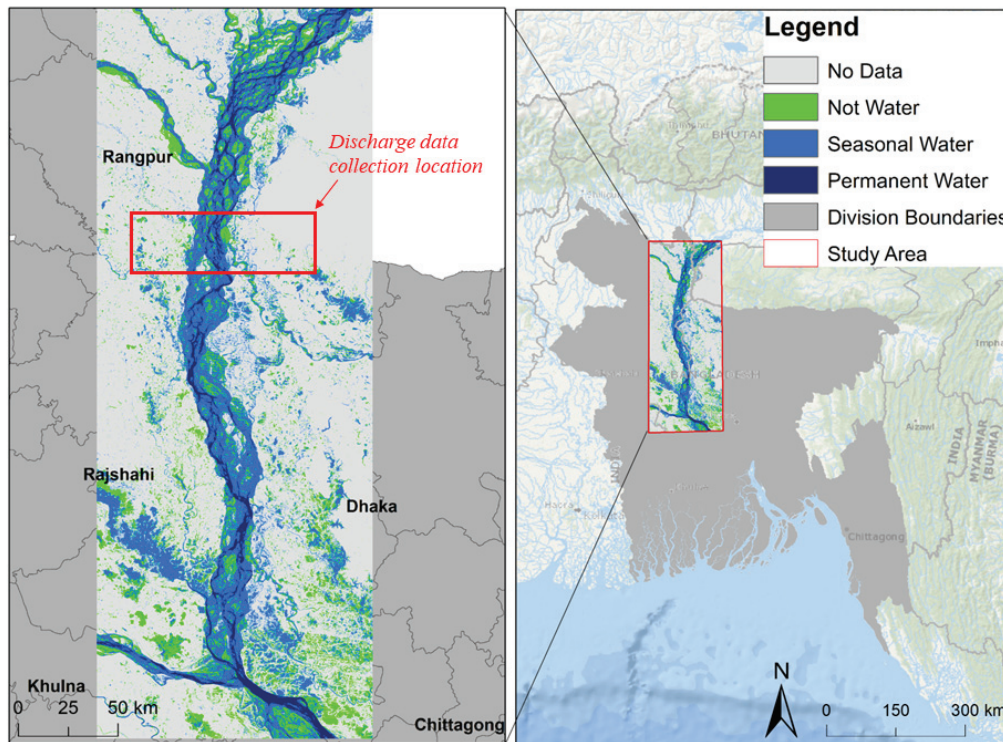 Rangpur
Discharge data
collection location
Rajshahi
Dhaka
Khulna
0 25 50 km
Chittagong
Legend
No Data
Not Water
Seasonal Water
Permanent Water
Division Boundaries
Study Area
BHUTAN
Aizawl
INDIA
MYANMAR
(BURMA)
Chittagong
N
0 150 300 km